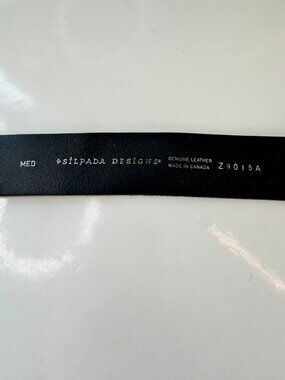 MED
+SiLPADA DESiGNS+
GENUINE LEATHER
MADE IN CANADA
Z9015A